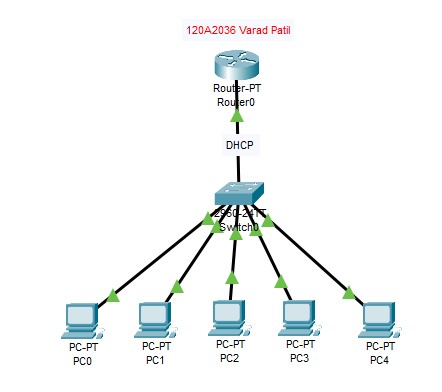 120A2036 Varad Patil
Router-PT
Router0
DHCP
2960-24TT
Switch0
PC-PT
PC0
PC-PT
PC1
PC-PT
PC2
PC-PT
PC3
PC-PT
PC4